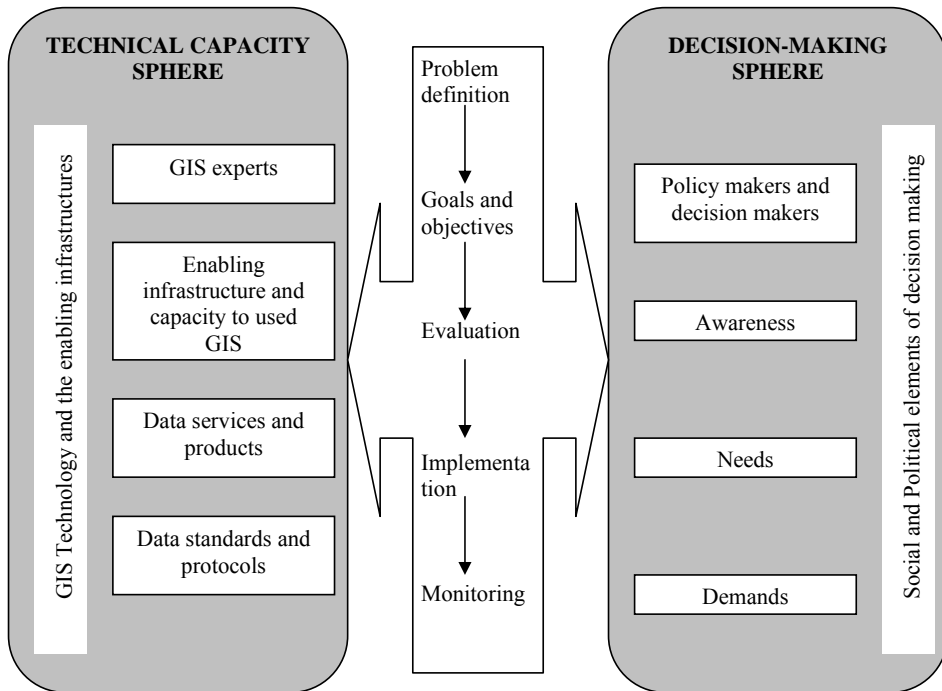 TECHNICAL CAPACITY
SPHERE
GIS Technology and the enabling infrastructures
GIS experts
Enabling
infrastructure and
capacity to used
GIS
Data services and
products
Data standards and
protocols
Problem
definition
Goals and
objectives
Evaluation
Implementa
tion
Monitoring
DECISION-MAKING
SPHERE
Policy makers and
decision makers
Awareness
Needs
Demands
Social and Political elements of decision making